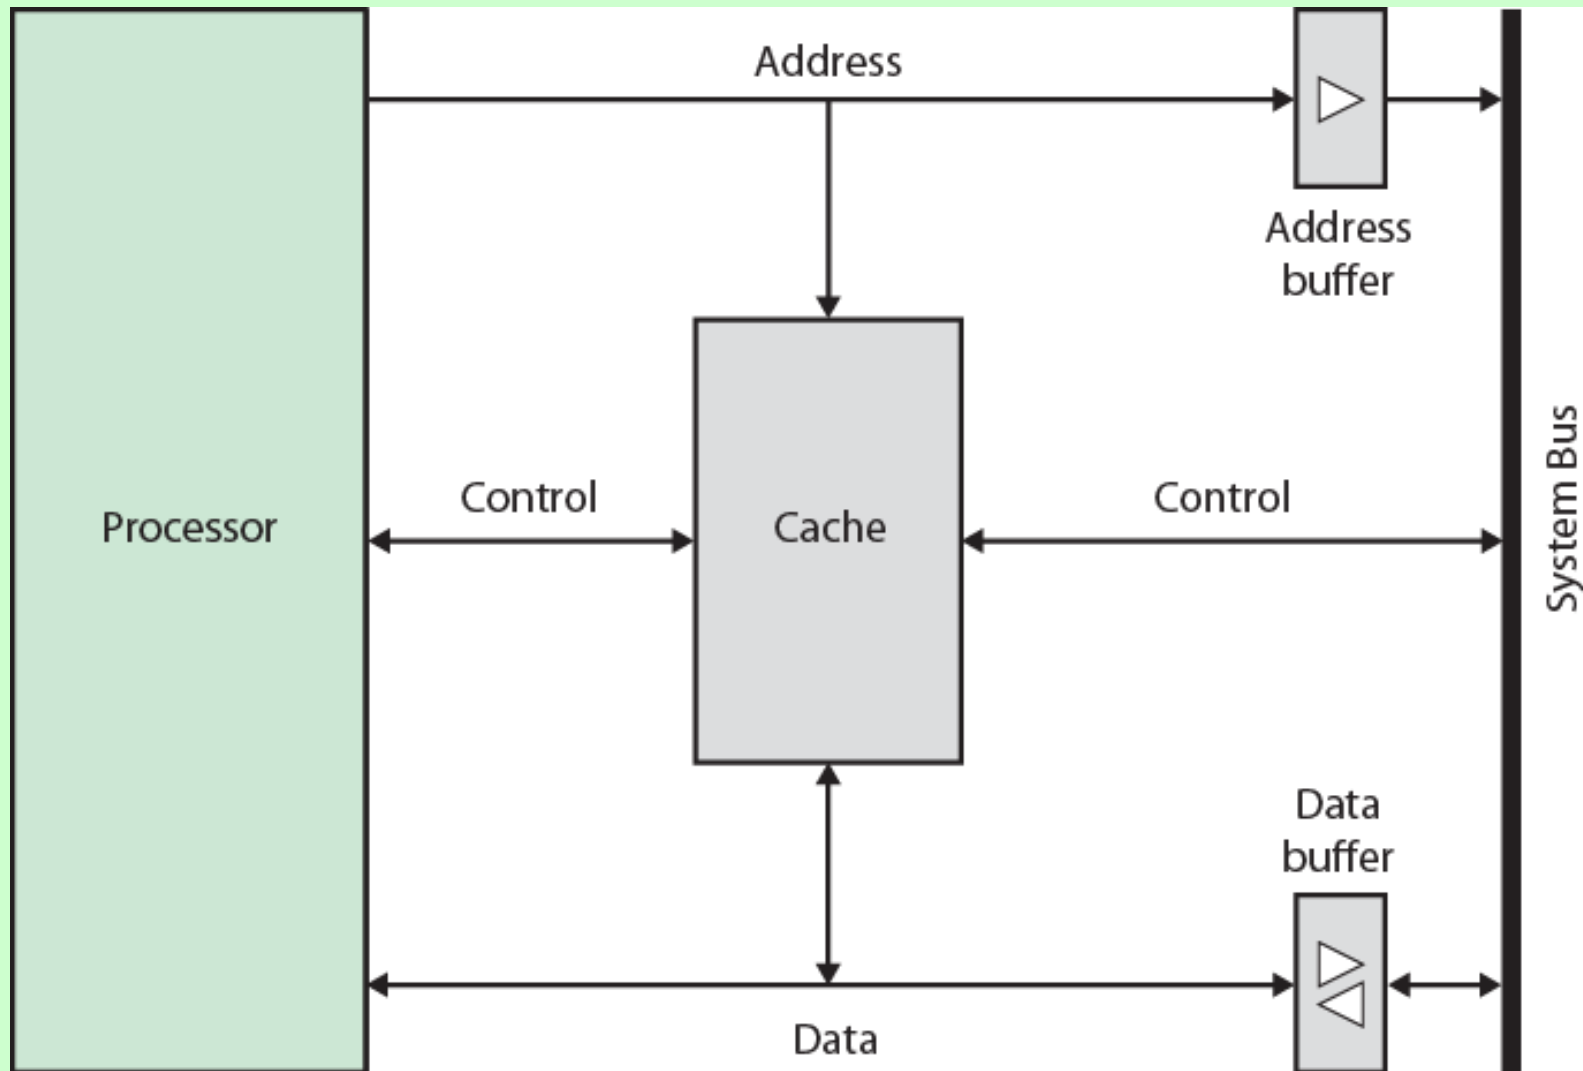 Address
Address
buffer
Control
Control
Processor
Cache
System Bus
Data
buffer
Data